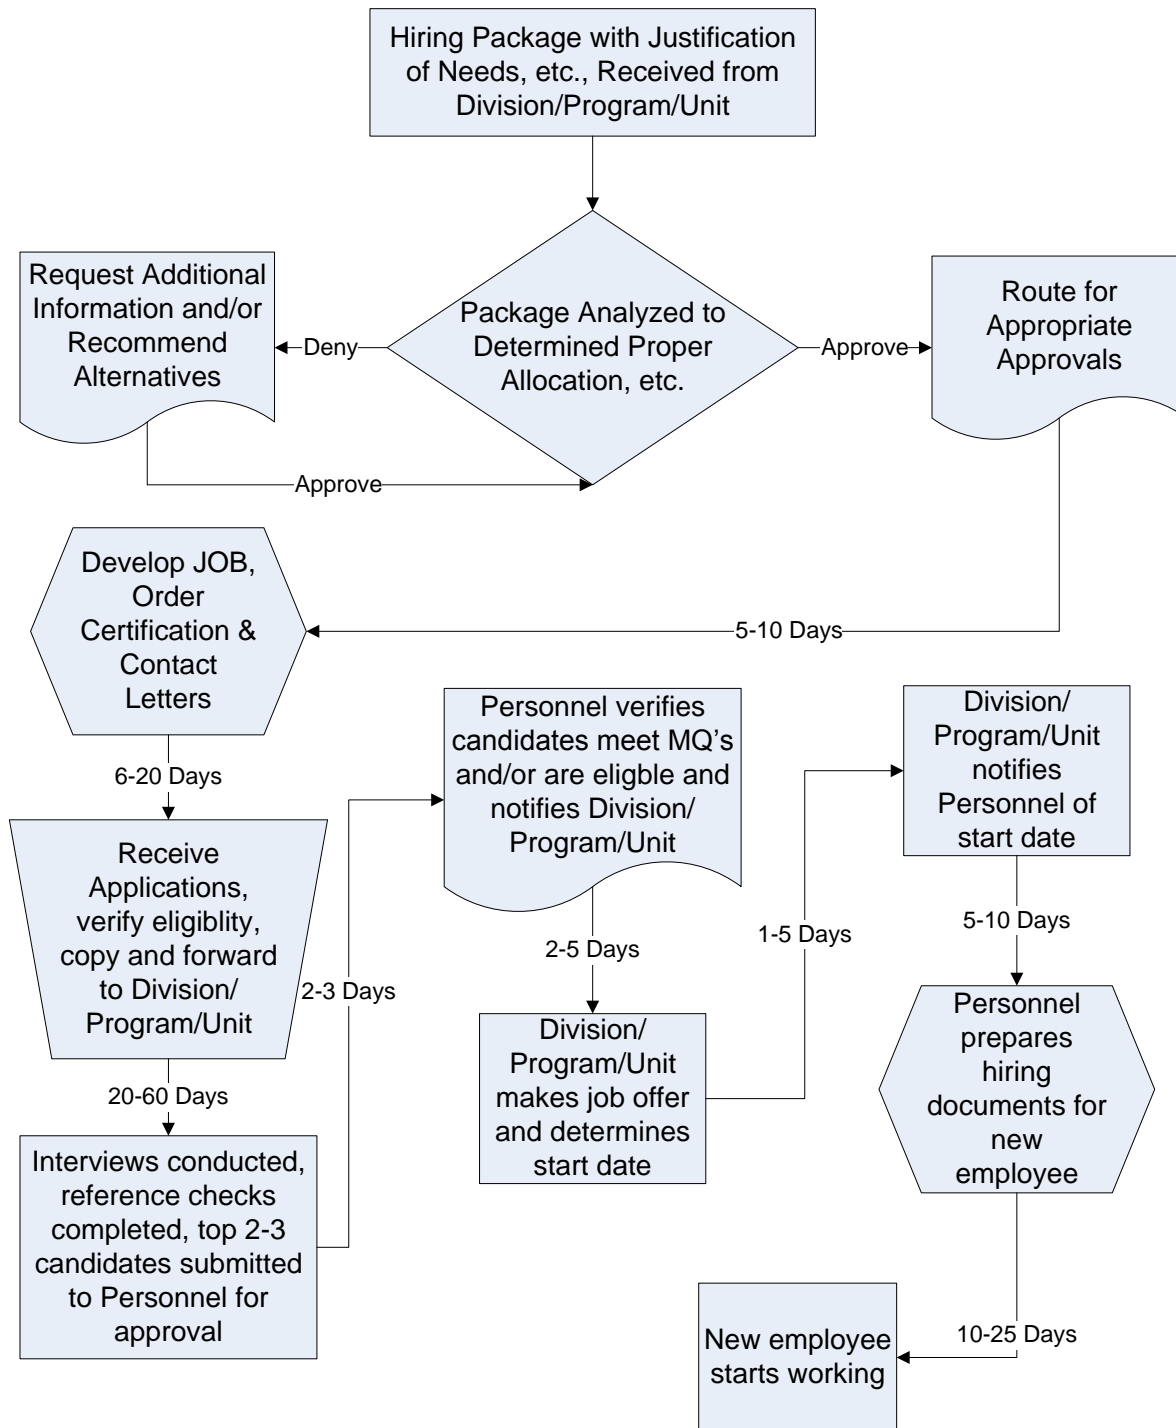 Hiring Package with Justification
of Needs, etc., Received from
Division/Program/Unit
Request Additional
Information and/or
Recommend
Alternatives
Deny
Package Analyzed to
Determined Proper
Allocation, etc.
Approve
Route for
Appropriate
Approvals
Approve
5-10 Days
Develop JOB,
Order
Certification &
Contact
Letters
6-20 Days
Receive
Applications,
verify eligiblity,
copy and forward
to Division/
Program/Unit
20-60 Days
Interviews conducted,
reference checks
completed, top 2-3
candidates submitted
to Personnel for
approval
2-3 Days
Personnel verifies
candidates meet MQ's
and/or are eligble and
notifies Division/
Program/Unit
2-5 Days
Division/
Program/Unit
makes job offer
and determines
start date
1-5 Days
Division/
Program/Unit
notifies
Personnel of
start date
5-10 Days
Personnel
prepares
hiring
documents for
new
employee
10-25 Days
New employee
starts working